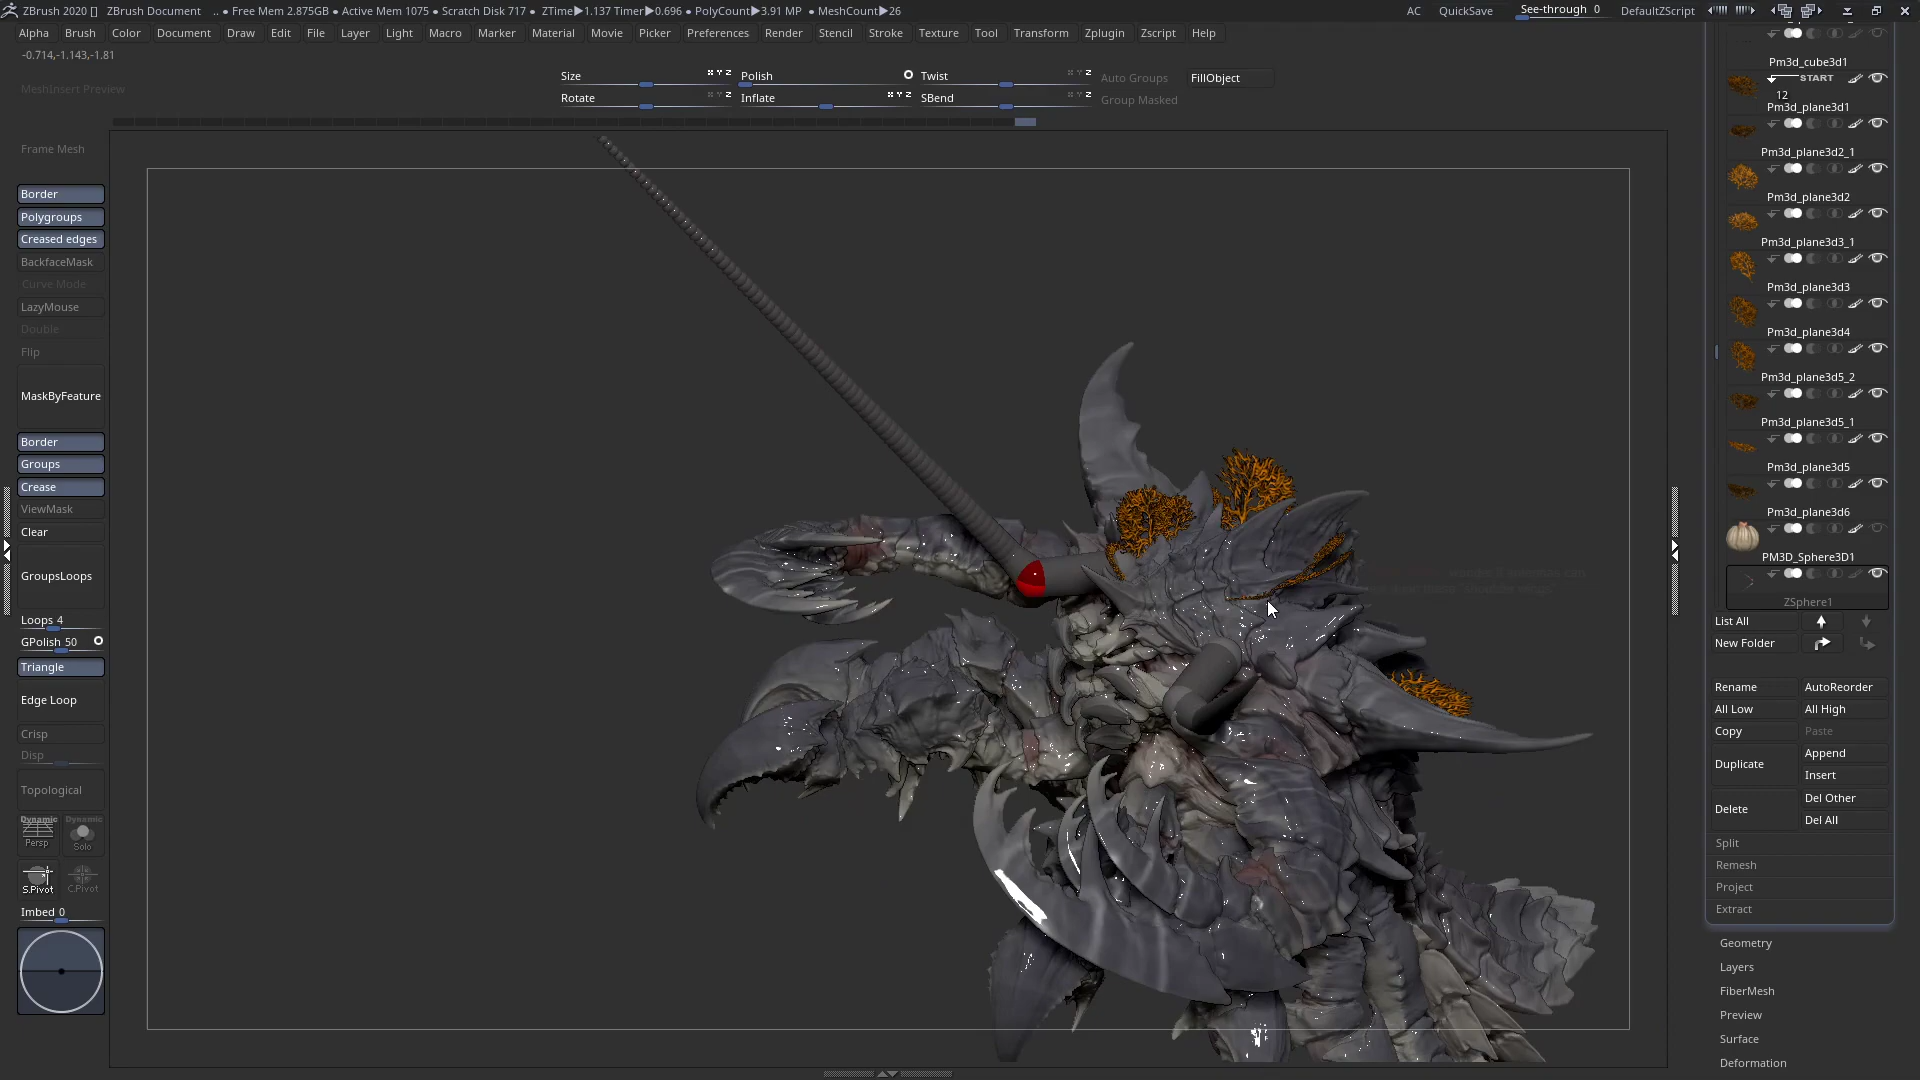 ZBrush 2020 [] ZBrush Document .. ● Free Mem 2.875GB ● Active Mem 1075 ● Scratch Disk 717 ● ZTime▶1.137 Timer▶0.696 ● PolyCount▶3.91 MP ● MeshCount▶26 AC QuickSave See-through 0 DefaultZScript
Alpha Brush Color Document Draw Edit File Layer Light Macro Marker Material Movie Picker Preferences Render Stencil Stroke Texture Tool Transform Zplugin Zscript Help
-0.714,-1.143,-1.81
MeshInsert Preview
Size Polish Twist Auto Groups FillObject
Rotate Inflate SBend Group Masked
Frame Mesh
Border
Polygroups
Creased edges
BackfaceMask
Curve Mode
LazyMouse
Double
Flip
MaskByFeature
Border
Groups
Crease
ViewMask
Clear
GroupsLoops
Loops 4
GPolish 50
Triangle
Edge Loop
Crisp
Disp
Topological
Dynamic Dynamic
Persp Solo
S.Pivot C.Pivot
Imbed 0
Pm3d_cube3d1
START
12
Pm3d_plane3d1
Pm3d_plane3d2_1
Pm3d_plane3d2
Pm3d_plane3d3_1
Pm3d_plane3d3
Pm3d_plane3d4
Pm3d_plane3d5_2
Pm3d_plane3d5_1
Pm3d_plane3d5
Pm3d_plane3d6
PM3D_Sphere3D1
ZSphere1
List All
New Folder
Rename AutoReorder
All Low All High
Copy Paste
Duplicate Append
Insert
Delete Del Other
Del All
Split
Remesh
Project
Extract
Geometry
Layers
FiberMesh
Preview
Surface
Deformation